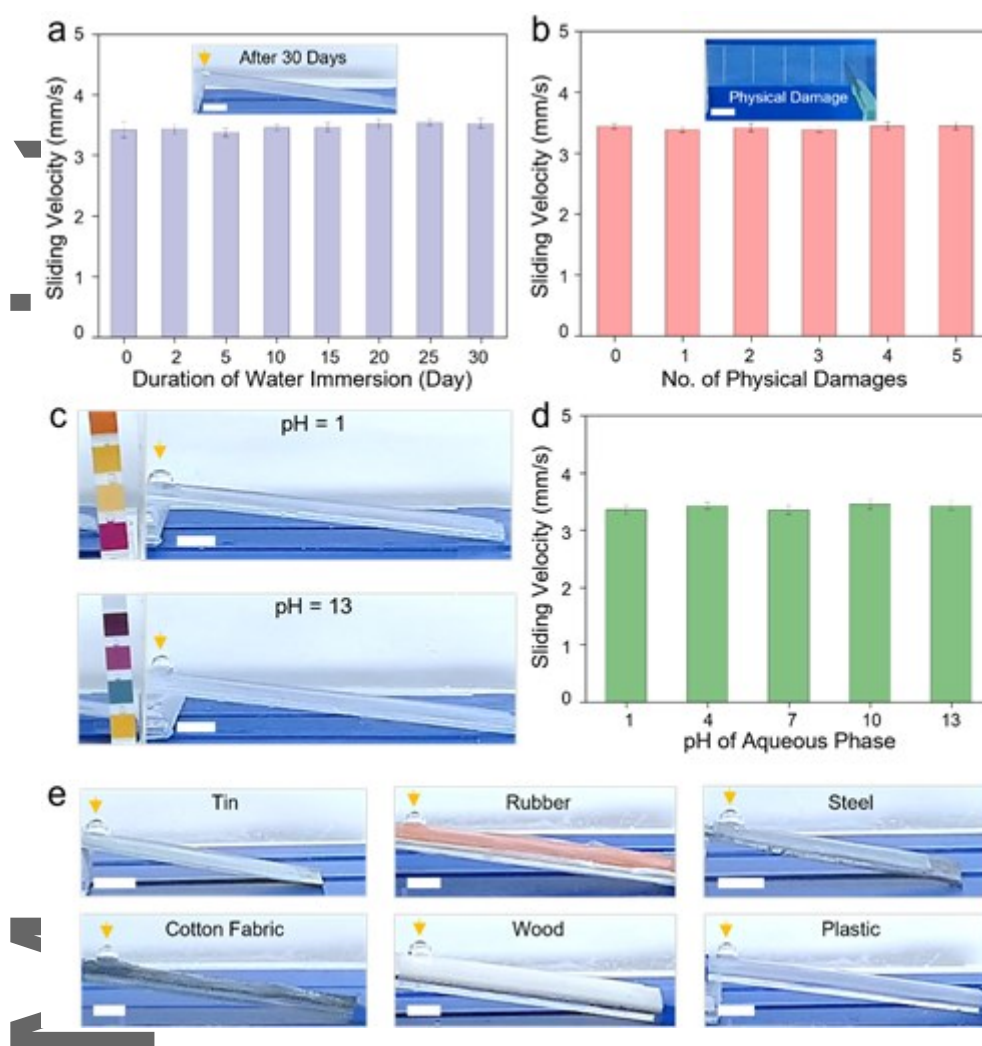 a
5
4
3
2
1
0
Sliding Velocity (mm/s)
After 30 Days
0 2 5 10 15 20 25 30
Duration of Water Immersion (Day)
b
5
4
3
2
1
0
Sliding Velocity (mm/s)
Physical Damage
0 1 2 3 4 5
No. of Physical Damages
c
pH = 1
pH = 13
d
5
4
3
2
1
0
Sliding Velocity (mm/s)
1 4 7 10 13
pH of Aqueous Phase
e
Tin
Rubber
Steel
Cotton Fabric
Wood
Plastic